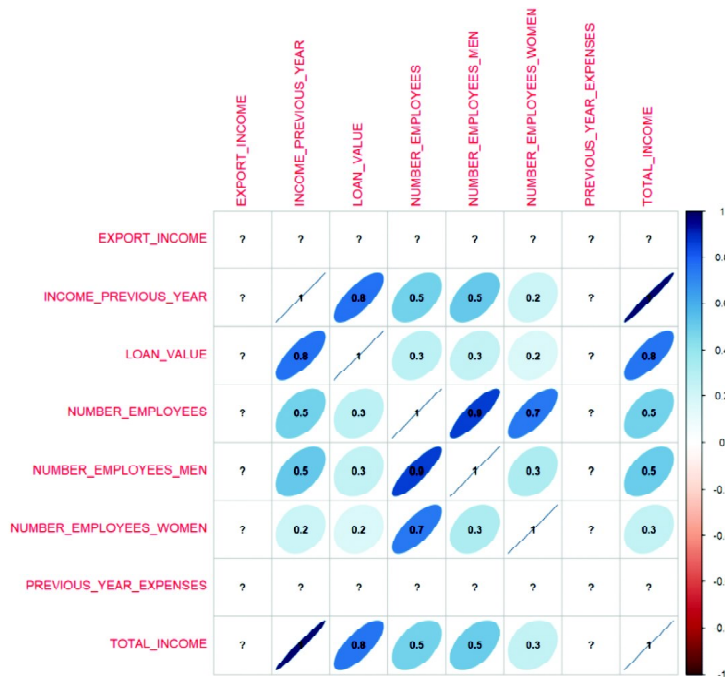 EXPORT_INCOME
INCOME_PREVIOUS_YEAR
LOAN_VALUE
NUMBER_EMPLOYEES
NUMBER_EMPLOYEES_MEN
NUMBER_EMPLOYEES_WOMEN
PREVIOUS_YEAR_EXPENSES
TOTAL_INCOME
EXPORT_INCOME ? ? ? ? ? ? ? ?
INCOME_PREVIOUS_YEAR ? 1 0.8 0.5 0.5 0.2 ?
LOAN_VALUE ? 0.8 1 0.3 0.3 0.2 ? 0.8
NUMBER_EMPLOYEES ? 0.5 0.3 1 0.9 0.7 ? 0.5
NUMBER_EMPLOYEES_MEN ? 0.5 0.3 0.9 1 0.3 ? 0.5
NUMBER_EMPLOYEES_WOMEN ? 0.2 0.2 0.7 0.3 1 ? 0.3
PREVIOUS_YEAR_EXPENSES ? ? ? ? ? ? ? ?
TOTAL_INCOME ? 0.8 0.5 0.5 0.3 ? 1
1
0